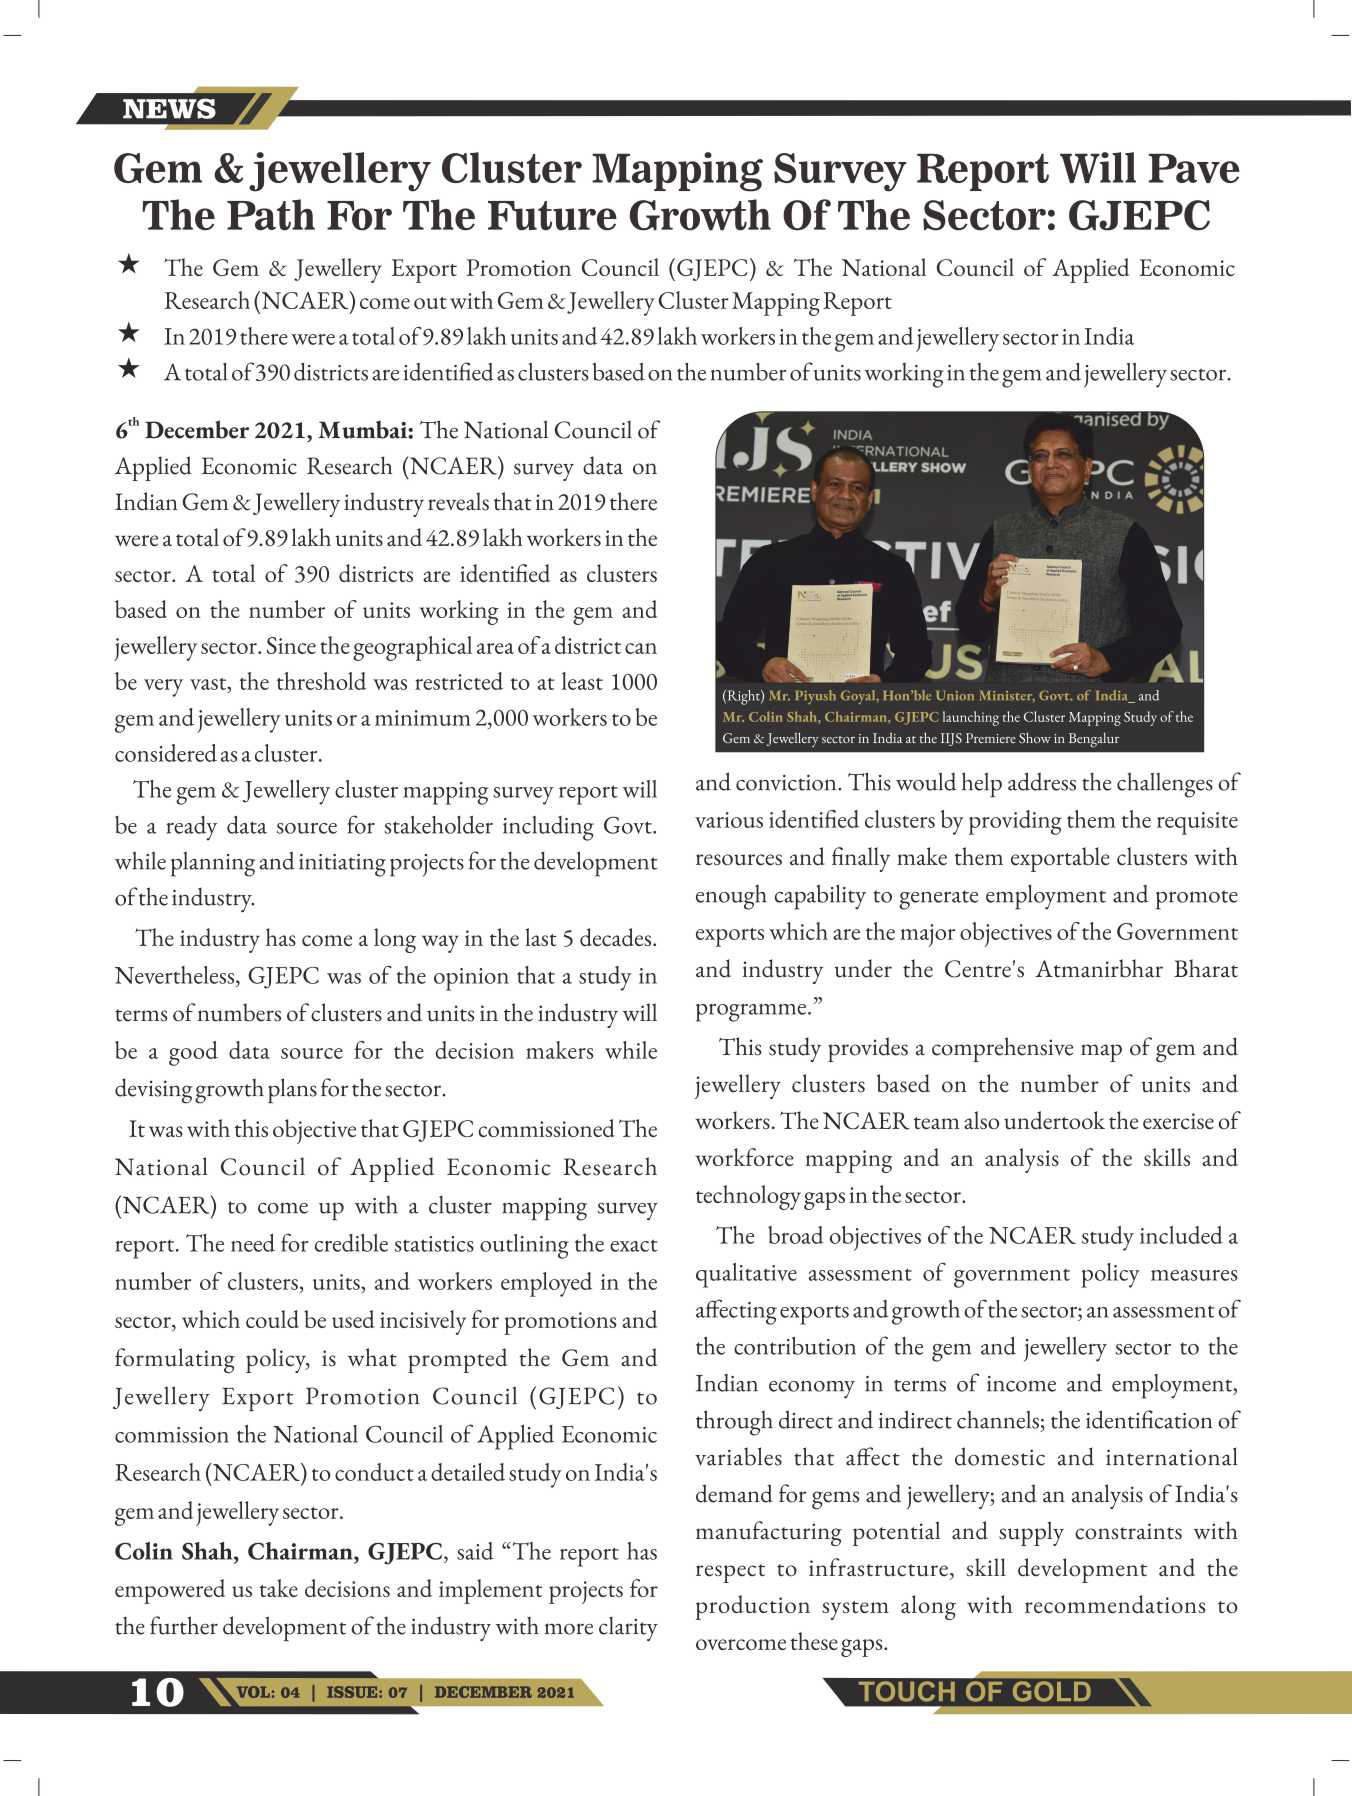 NEWS
Gem & jewellery Cluster Mapping Survey Report Will Pave
The Path For The Future Growth Of The Sector: GJEPC
★ The Gem & Jewellery Export Promotion Council (GJEPC) & The National Council of Applied Economic
Research (NCAER) come out with Gem & Jewellery Cluster Mapping Report
★ In 2019 there were a total of 9.89 lakh units and 42.89 lakh workers in the gem and jewellery sector in India
★ A total of 390 districts are identified as clusters based on the number of units working in the gem and jewellery sector.
6th December 2021, Mumbai: The National Council of
Applied Economic Research (NCAER) survey data on
Indian Gem & Jewellery industry reveals that in 2019 there
were a total of 9.89 lakh units and 42.89 lakh workers in the
sector. A total of 390 districts are identified as clusters
based on the number of units working in the gem and
jewellery sector. Since the geographical area of a district can
be very vast, the threshold was restricted to at least 1000
gem and jewellery units or a minimum 2,000 workers to be
considered as a cluster.
The gem & Jewellery cluster mapping survey report will
be a ready data source for stakeholder including Govt.
while planning and initiating projects for the development
of the industry.
The industry has come a long way in the last 5 decades.
Nevertheless, GJEPC was of the opinion that a study in
terms of numbers of clusters and units in the industry will
be a good data source for the decision makers while
devising growth plans for the sector.
It was with this objective that GJEPC commissioned The
National Council of Applied Economic Research
(NCAER) to come up with a cluster mapping survey
report. The need for credible statistics outlining the exact
number of clusters, units, and workers employed in the
sector, which could be used incisively for promotions and
formulating policy, is what prompted the Gem and
Jewellery Export Promotion Council (GJEPC) to
commission the National Council of Applied Economic
Research (NCAER) to conduct a detailed study on India's
gem and jewellery sector.
Colin Shah, Chairman, GJEPC, said “The report has
empowered us take decisions and implement projects for
the further development of the industry with more clarity
IJS
INDIA
LLERY SHOW
REMIERE
anised by
G PC
NDIA
TIV
ef
US
AL
(Right) Mr. Piyush Goyal, Hon’ble Union Minister, Govt. of India_ and
Mr. Colin Shah, Chairman, GJEPC launching the Cluster Mapping Study of the
Gem & Jewellery sector in India at the IIJS Premiere Show in Bengalur
and conviction. This would help address the challenges of
various identified clusters by providing them the requisite
resources and finally make them exportable clusters with
enough capability to generate employment and promote
exports which are the major objectives of the Government
and industry under the Centre's Atmanirbhar Bharat
programme.”
This study provides a comprehensive map of gem and
jewellery clusters based on the number of units and
workers. The NCAER team also undertook the exercise of
workforce mapping and an analysis of the skills and
technology gaps in the sector.
The broad objectives of the NCAER study included a
qualitative assessment of government policy measures
affecting exports and growth of the sector; an assessment of
the contribution of the gem and jewellery sector to the
Indian economy in terms of income and employment,
through direct and indirect channels; the identification of
variables that affect the domestic and international
demand for gems and jewellery; and an analysis of India's
manufacturing potential and supply constraints with
respect to infrastructure, skill development and the
production system along with recommendations to
overcome these gaps.
10 VOL: 04 | ISSUE: 07 | DECEMBER 2021
TOUCH OF GOLD